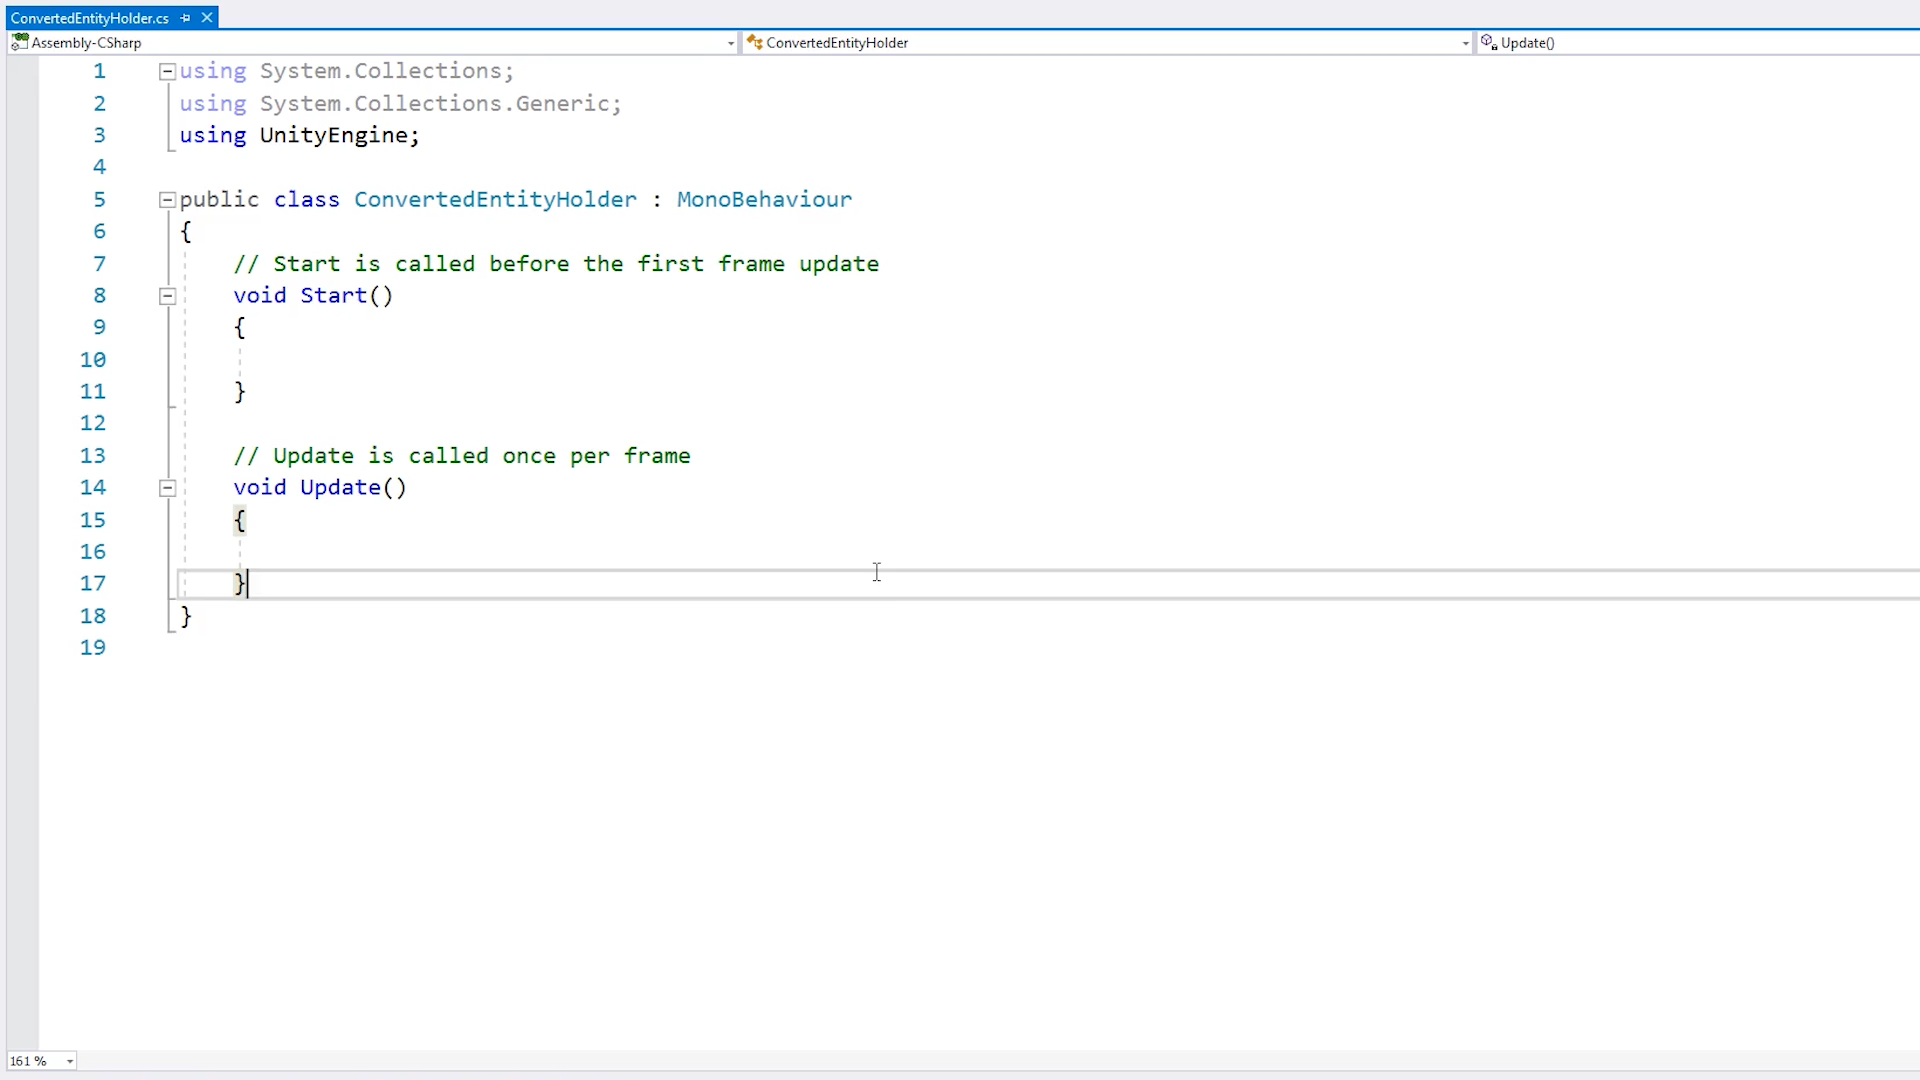 ConvertedEntityHolder.cs
Assembly-CSharp ConvertedEntityHolder Update()
1 using System.Collections;
2 using System.Collections.Generic;
3 using UnityEngine;
4
5 public class ConvertedEntityHolder : MonoBehaviour
6 {
7 // Start is called before the first frame update
8 void Start()
9 {
10
11 }
12
13 // Update is called once per frame
14 void Update()
15 {
16
17 }
18 }
19
161 %